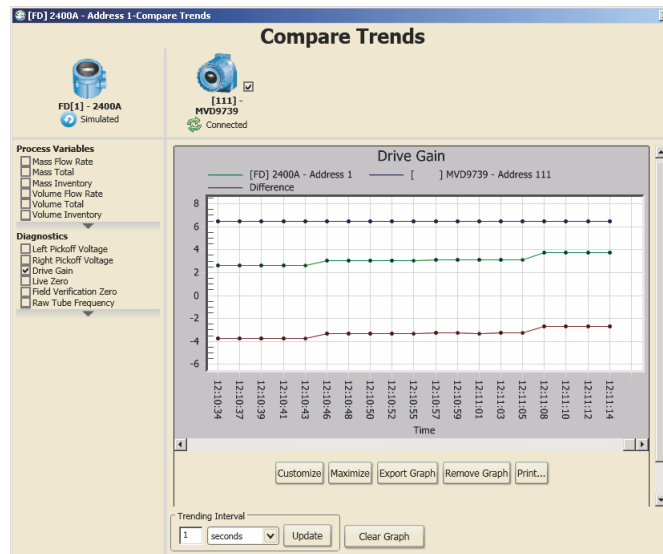 [FD] 2400A - Address 1-Compare Trends
Compare Trends
FD[1] - 2400A
Simulated
[111] -
MVD9739
Connected
Process Variables
Mass Flow Rate
Mass Total
Mass Inventory
Volume Flow Rate
Volume Total
Volume Inventory
Diagnostics
Left Pickoff Voltage
Right Pickoff Voltage
Drive Gain
Live Zero
Field Verification Zero
Raw Tube Frequency
Drive Gain
[FD] 2400A - Address 1
[ ] MVD9739 - Address 111
Difference
8
6
4
2
0
-2
-4
-6
12:10:34
12:10:37
12:10:39
12:10:41
12:10:43
12:10:46
12:10:48
12:10:50
12:10:52
12:10:55
12:10:57
12:10:59
12:11:01
12:11:03
12:11:05
12:11:08
12:11:10
12:11:12
12:11:14
Time
Customize
Maximize
Export Graph
Remove Graph
Print...
Trending Interval
1
seconds
Update
Clear Graph